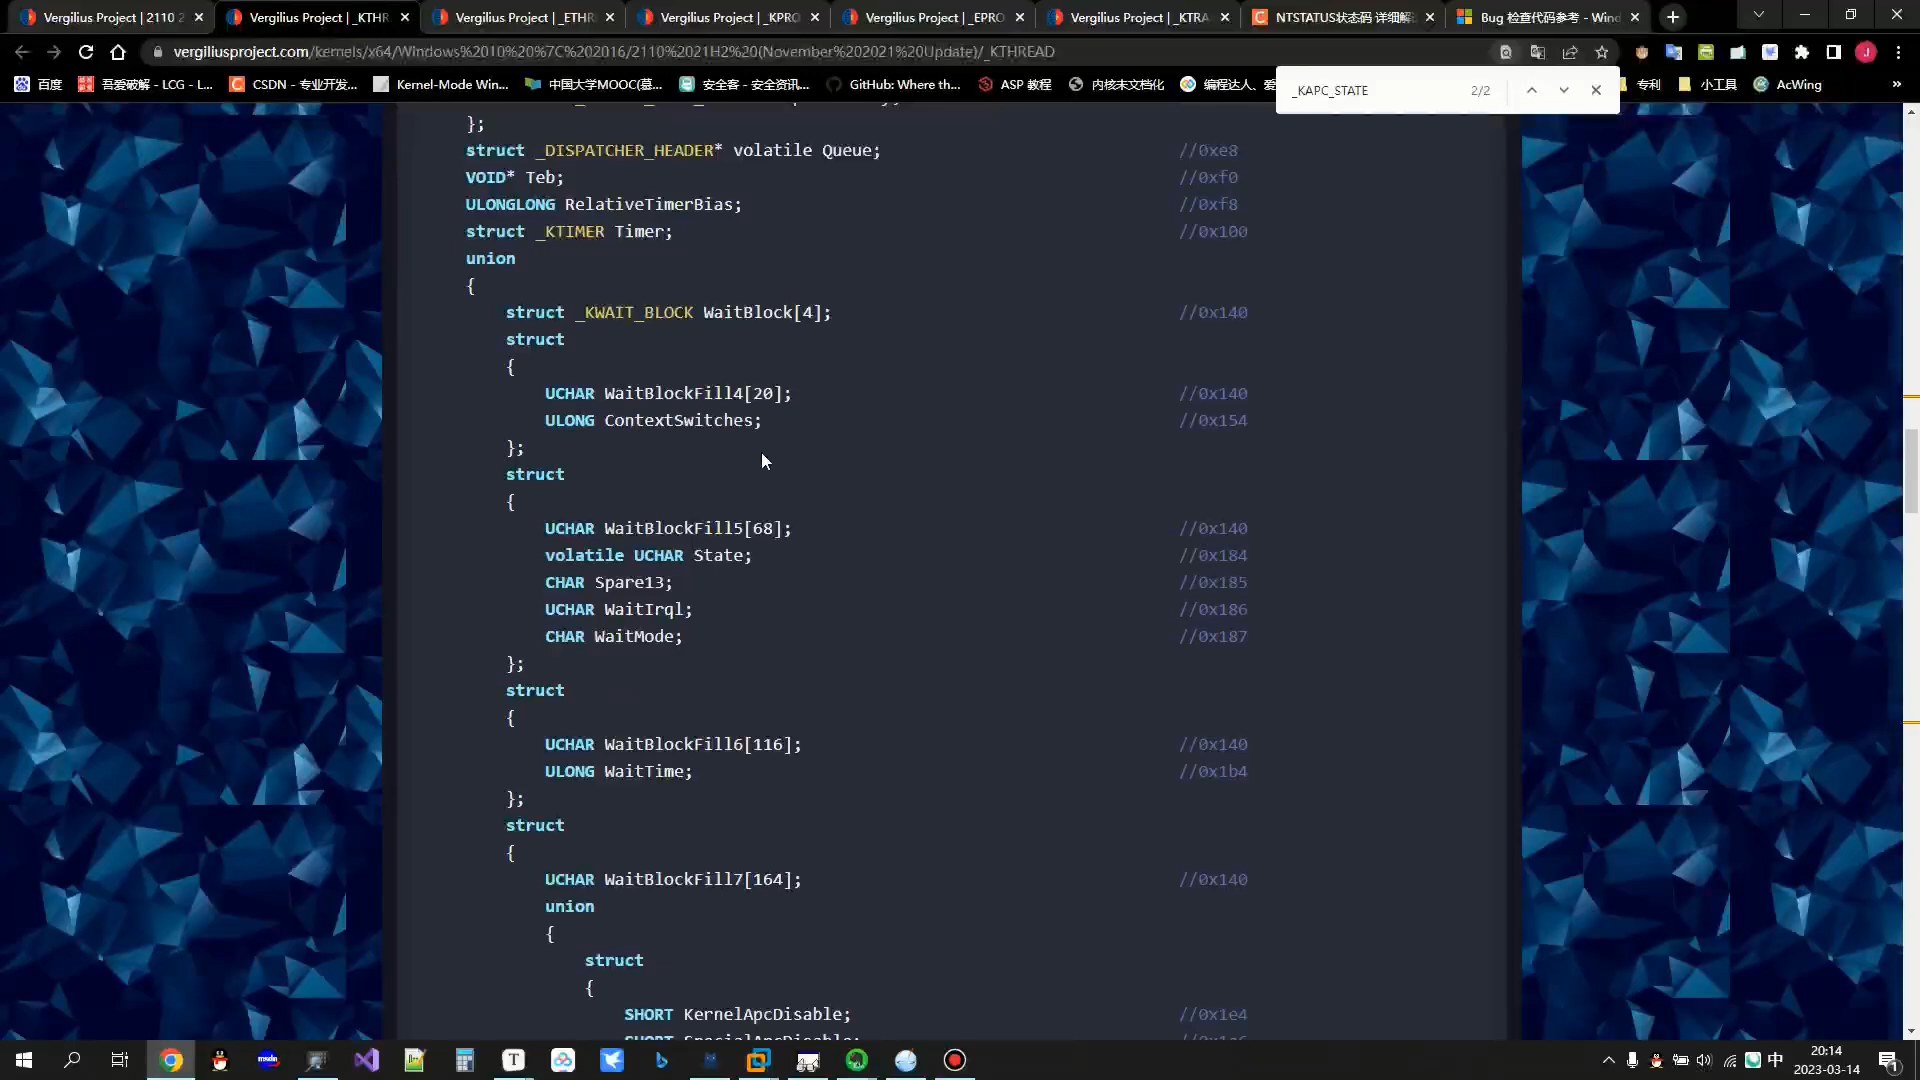 Vergilius Project | 2110 2
Vergilius Project | _KTHR
Vergilius Project | _ETHR
Vergilius Project | _KPRO
Vergilius Project | _EPRO
Vergilius Project | _KTRA
NTSTATUS状态码 详细解
Bug 检查代码参考 - Wind
vergiliusproject.com/kernels/x64/Windows%2010%20%7C%202016/2110%2021H2%20(November%202021%20Update)/_KTHREAD
百度
吾爱破解 - LCG - L...
CSDN - 专业开发...
Kernel-Mode Win...
中国大学MOOC(慕...
安全客 - 安全资讯...
GitHub: Where th...
ASP 教程
内核未文档化
编程达人、爱
专利
小工具
AcWing
_KAPC_STATE 2/2
};
struct _DISPATCHER_HEADER* volatile Queue; //0xe8
VOID* Teb; //0xf0
ULONGLONG RelativeTimerBias; //0xf8
struct _KTIMER Timer; //0x100
union
{
struct _KWAIT_BLOCK WaitBlock[4]; //0x140
struct
{
UCHAR WaitBlockFill4[20]; //0x140
ULONG ContextSwitches; //0x154
};
struct
{
UCHAR WaitBlockFill5[68]; //0x140
volatile UCHAR State; //0x184
CHAR Spare13; //0x185
UCHAR WaitIrql; //0x186
CHAR WaitMode; //0x187
};
struct
{
UCHAR WaitBlockFill6[116]; //0x140
ULONG WaitTime; //0x1b4
};
struct
{
UCHAR WaitBlockFill7[164]; //0x140
union
{
struct
{
SHORT KernelApcDisable; //0x1e4
SHORT SpecialApcDisable; //0x1e6
中
20:14
2023-03-14